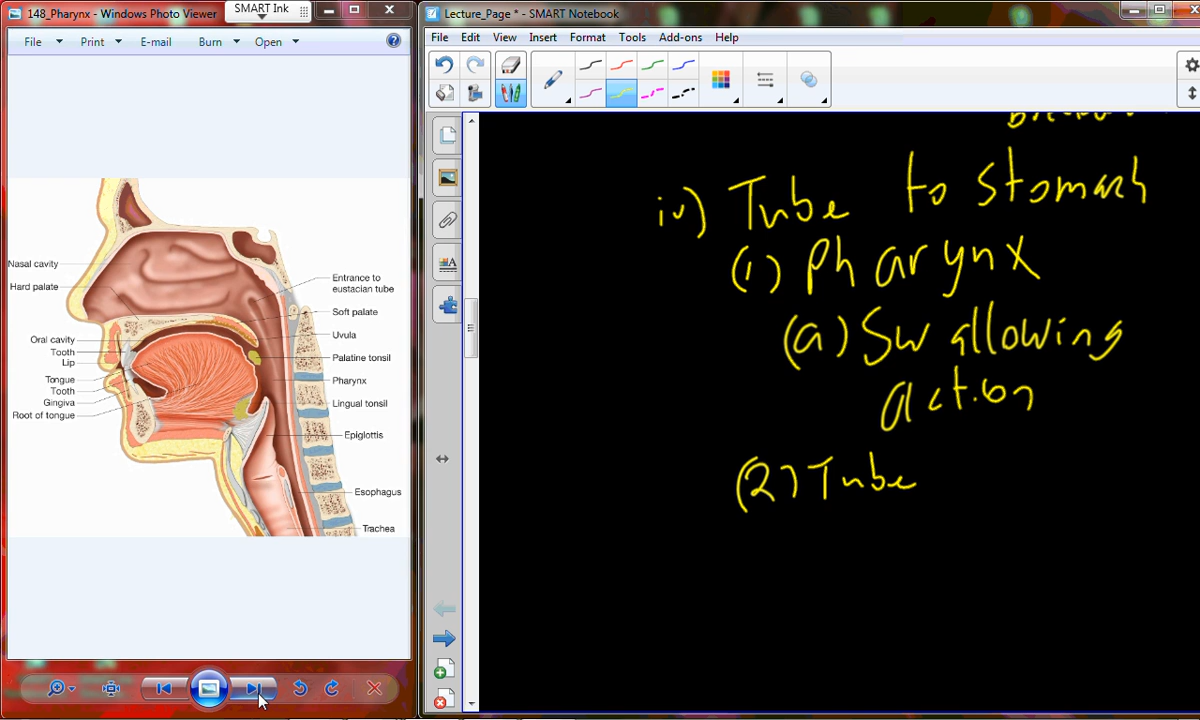 148_Pharynx - Windows Photo Viewer
SMART Ink
File Print E-mail Burn Open
Nasal cavity
Hard palate
Oral cavity
Tooth
Lip
Tongue
Tooth
Gingiva
Root of tongue
Entrance to
eustacian tube
Soft palate
Uvula
Palatine tonsil
Pharynx
Lingual tonsil
Epiglottis
Esophagus
Trachea
Lecture_Page * - SMART Notebook
File Edit View Insert Format Tools Add-ons Help
iv) Tube to stomach
(1) Pharynx
(a) Swallowing
action
(2) Tube